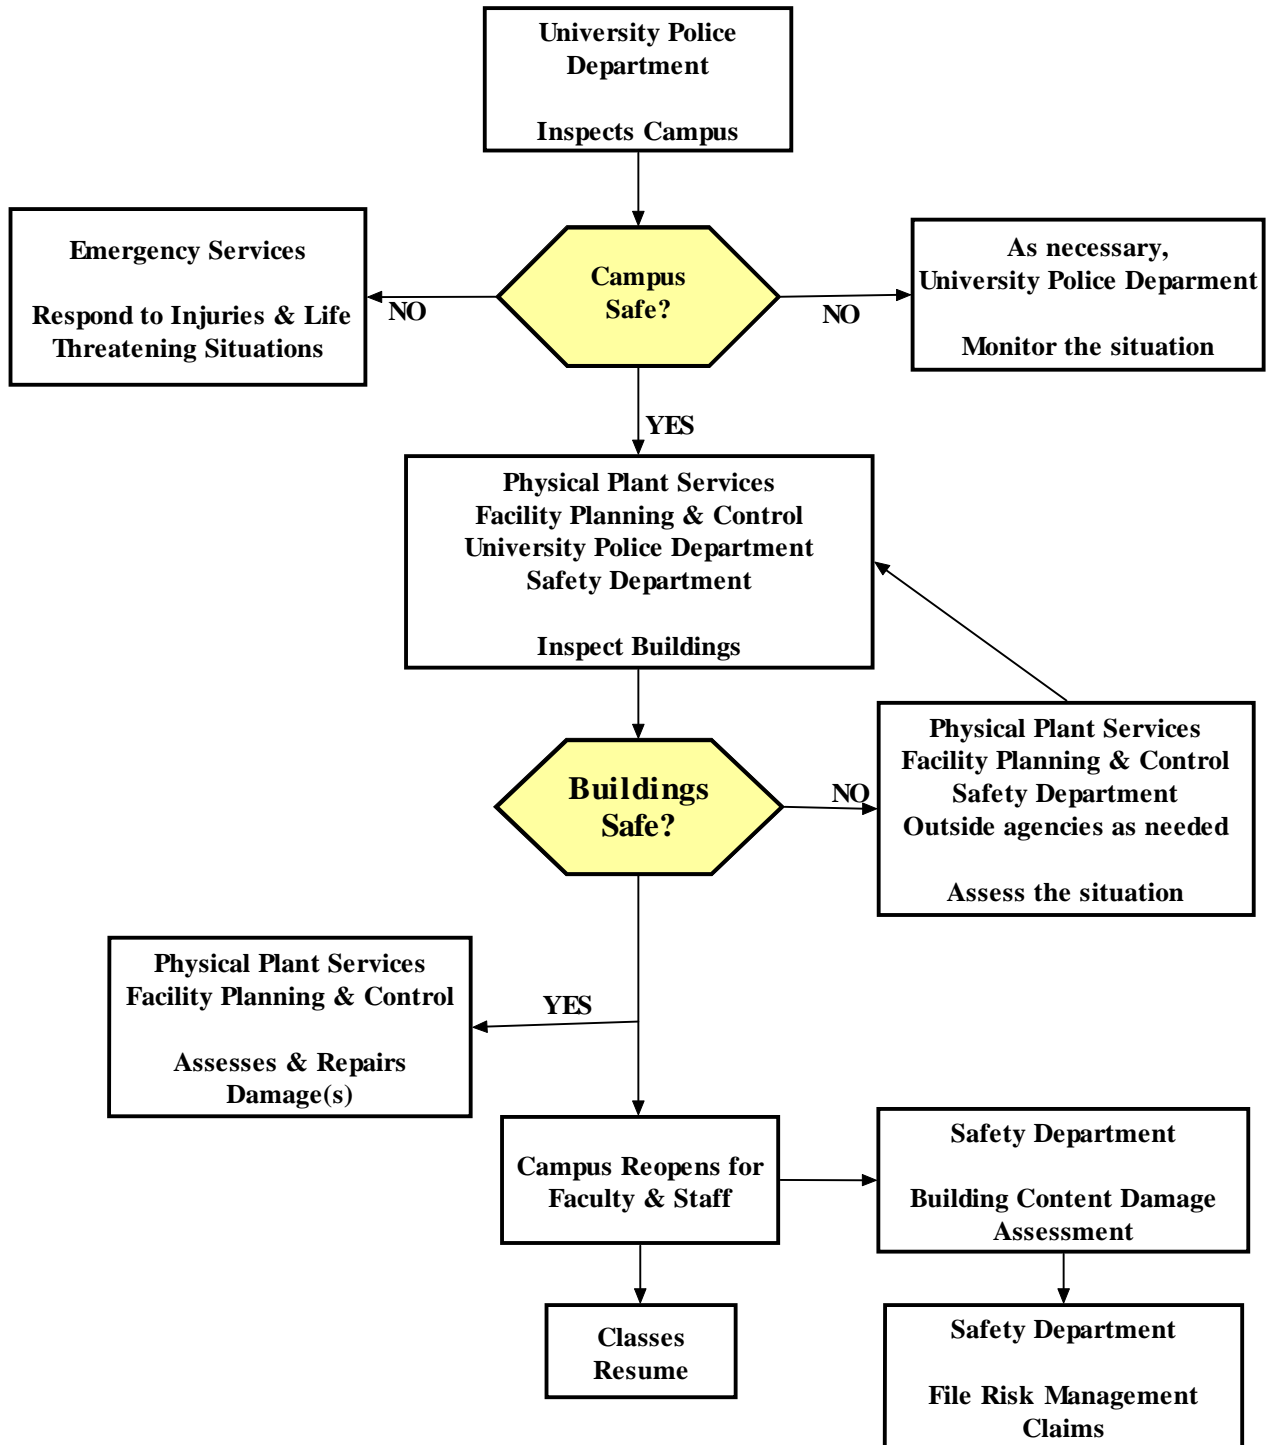 University Police
Department
Inspects Campus
Emergency Services
Respond to Injuries & Life
Threatening Situations
NO
Campus
Safe?
NO
As necessary,
University Police Deparment
Monitor the situation
YES
Physical Plant Services
Facility Planning & Control
University Police Department
Safety Department
Inspect Buildings
Buildings
Safe?
NO
Physical Plant Services
Facility Planning & Control
Safety Department
Outside agencies as needed
Assess the situation
Physical Plant Services
Facility Planning & Control
Assesses & Repairs
Damage(s)
YES
Campus Reopens for
Faculty & Staff
Safety Department
Building Content Damage
Assessment
Classes
Resume
Safety Department
File Risk Management
Claims